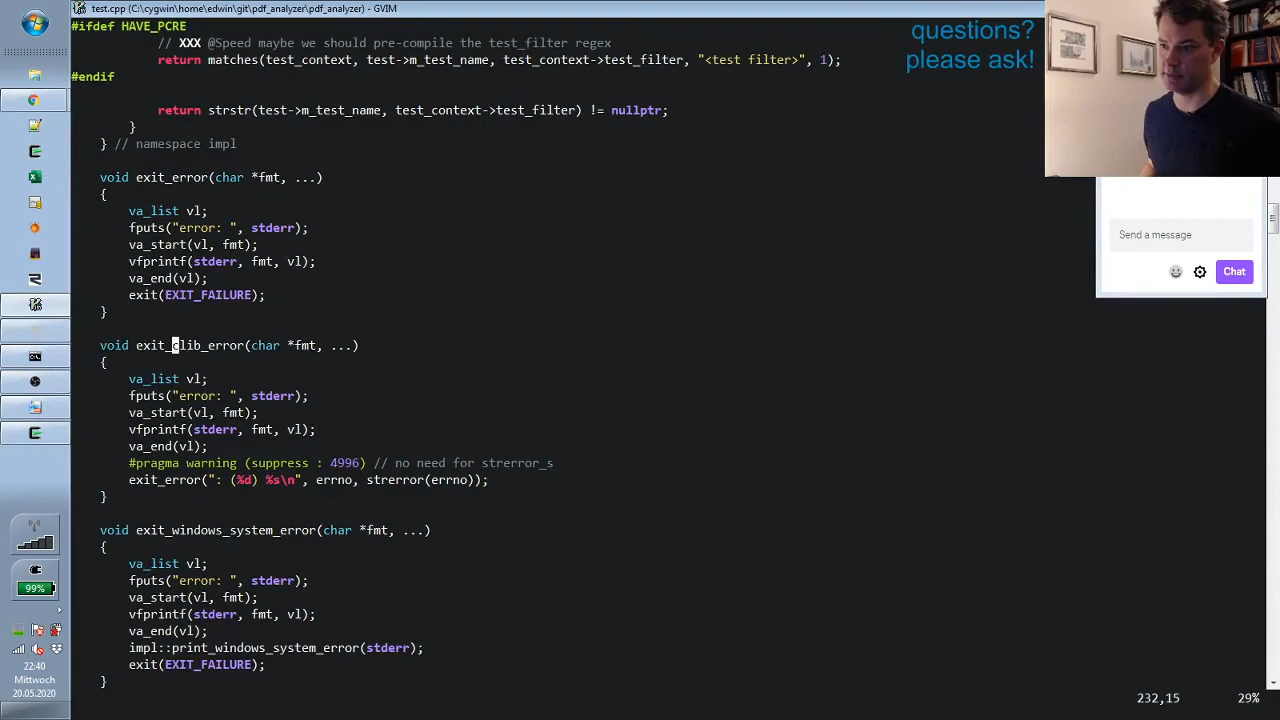 test.cpp (C:\cygwin\home\edwin\git\pdf_analyzer\pdf_analyzer) - GVIM
#ifdef HAVE_PCRE
// XXX @Speed maybe we should pre-compile the test_filter regex
return matches(test_context, test->m_test_name, test_context->test_filter, "<test filter>", 1);
#endif
return strstr(test->m_test_name, test_context->test_filter) != nullptr;
}
} // namespace impl
void exit_error(char *fmt, ...)
{
va_list vl;
fputs("error: ", stderr);
va_start(vl, fmt);
vfprintf(stderr, fmt, vl);
va_end(vl);
exit(EXIT_FAILURE);
}
void exit_clib_error(char *fmt, ...)
{
va_list vl;
fputs("error: ", stderr);
va_start(vl, fmt);
vfprintf(stderr, fmt, vl);
va_end(vl);
#pragma warning (suppress : 4996) // no need for strerror_s
exit_error(": (%d) %s\n", errno, strerror(errno));
}
void exit_windows_system_error(char *fmt, ...)
{
va_list vl;
fputs("error: ", stderr);
va_start(vl, fmt);
vfprintf(stderr, fmt, vl);
va_end(vl);
impl::print_windows_system_error(stderr);
exit(EXIT_FAILURE);
}
232,15 29%
questions?
please ask!
Send a message
Chat
99%
22:40
Mittwoch
20.05.2020